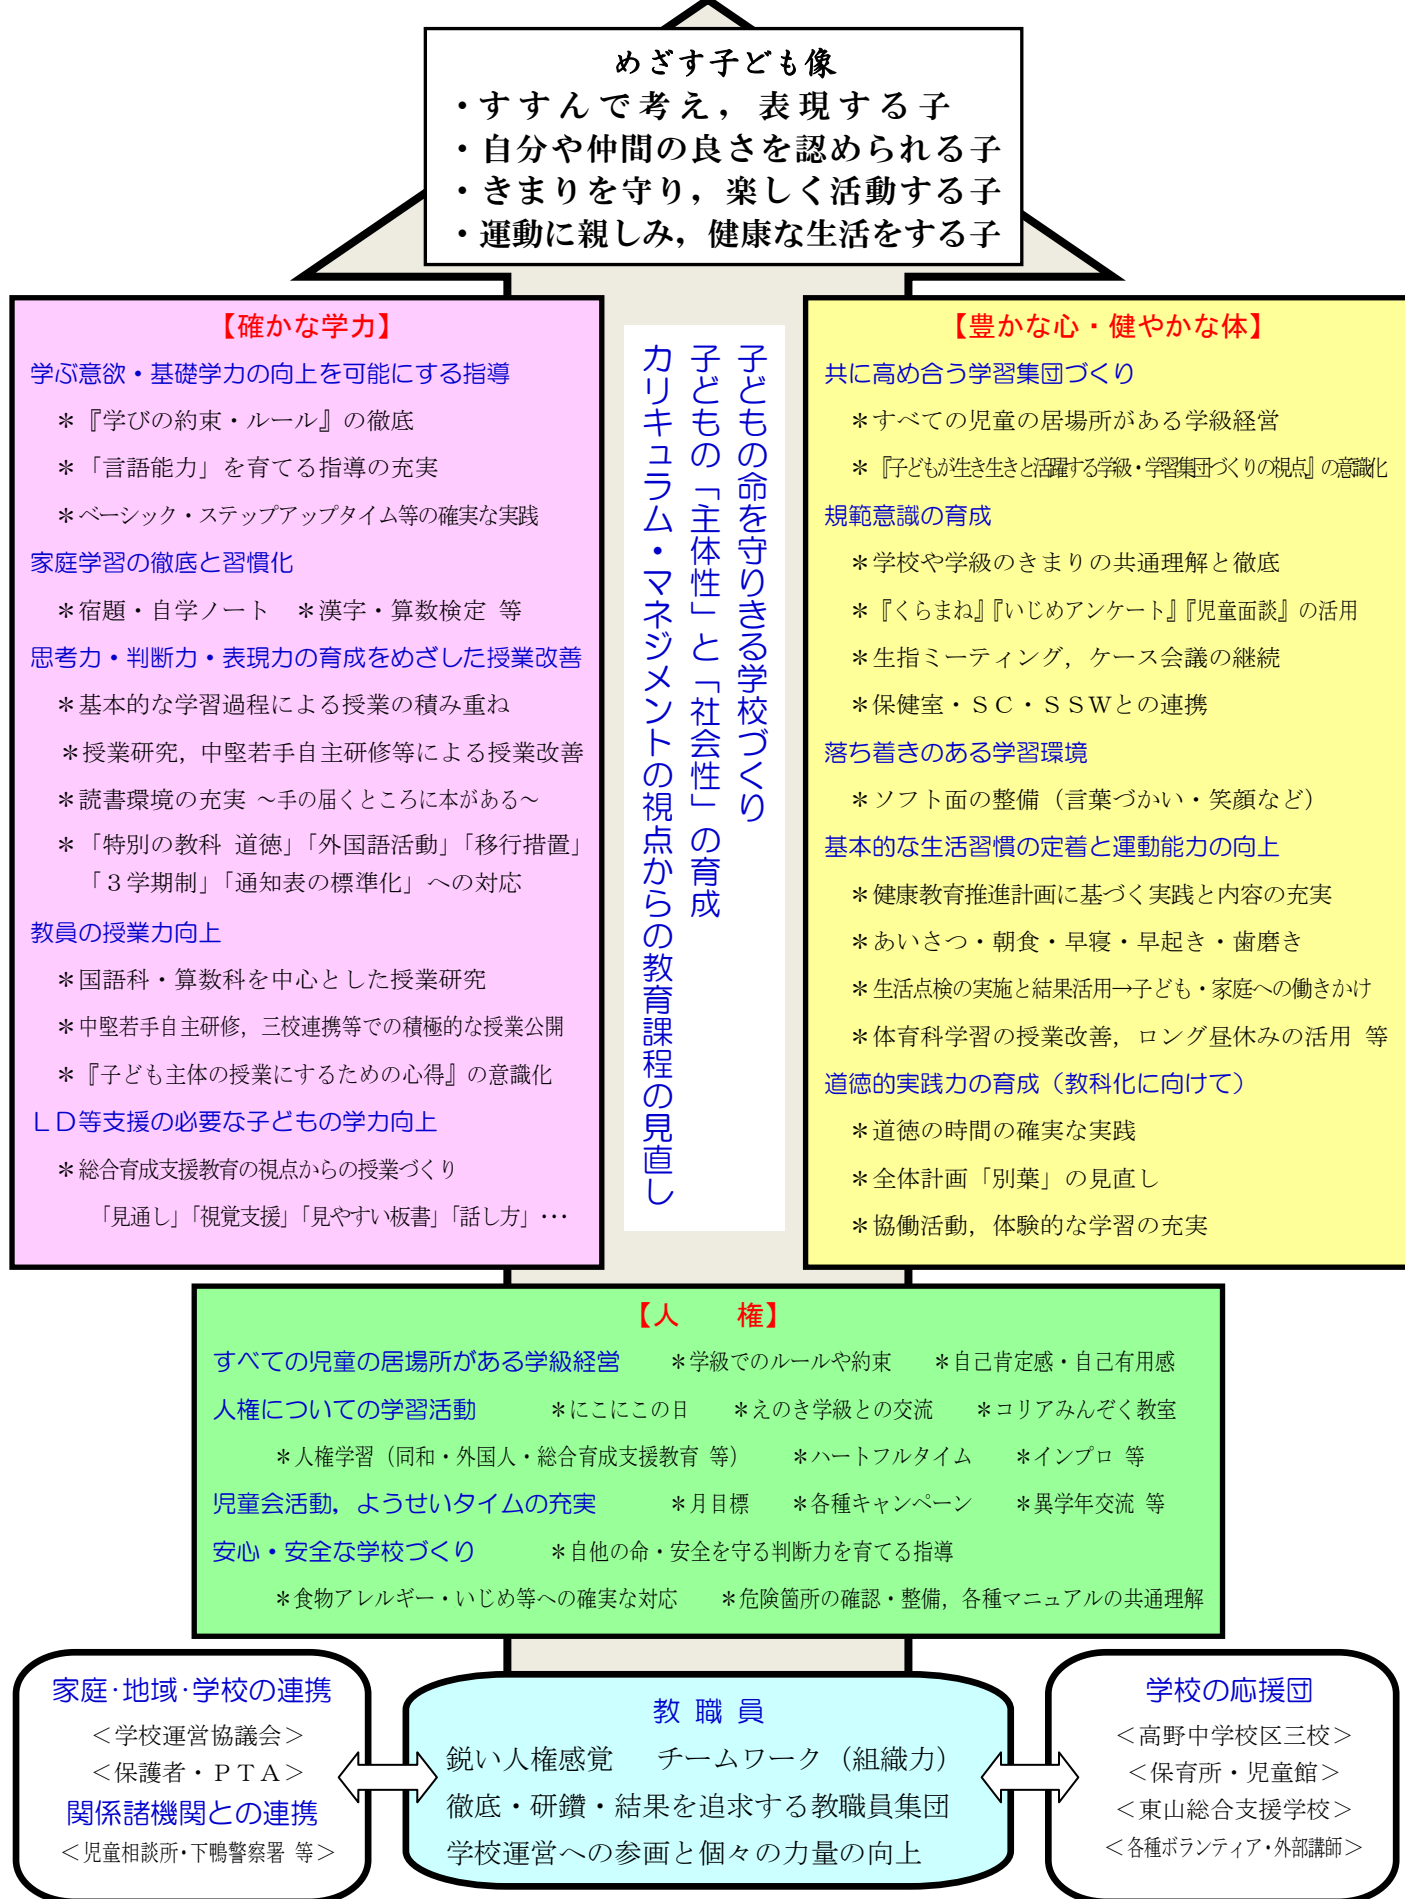 めざす子ども像
・すすんで考え，表現する子
・自分や仲間の良さを認められる子
・きまりを守り，楽しく活動する子
・運動に親しみ，健康な生活をする子
【確かな学力】
学ぶ意欲・基礎学力の向上を可能にする指導
＊『学びの約束・ルール』の徹底
＊「言語能力」を育てる指導の充実
＊ベーシック・ステップアップタイム等の確実な実践
家庭学習の徹底と習慣化
＊宿題・自学ノート　＊漢字・算数検定 等
思考力・判断力・表現力の育成をめざした授業改善
＊基本的な学習過程による授業の積み重ね
＊授業研究，中堅若手自主研修等による授業改善
＊読書環境の充実 ～手の届くところに本がある～
＊「特別の教科 道徳」「外国語活動」「移行措置」
「３学期制」「通知表の標準化」への対応
教員の授業力向上
＊国語科・算数科を中心とした授業研究
＊中堅若手自主研修，三校連携等での積極的な授業公開
＊『子ども主体の授業にするための心得』の意識化
ＬＤ等支援の必要な子どもの学力向上
＊総合育成支援教育の視点からの授業づくり
「見通し」「視覚支援」「見やすい板書」「話し方」…
子どもの命を守りきる学校づくり
子どもの「主体性」と「社会性」の育成
カリキュラム・マネジメントの視点からの教育課程の見直し
【豊かな心・健やかな体】
共に高め合う学習集団づくり
＊すべての児童の居場所がある学級経営
＊『子どもが生き生きと活躍する学級・学習集団づくりの視点』の意識化
規範意識の育成
＊学校や学級のきまりの共通理解と徹底
＊『くらまね』『いじめアンケート』『児童面談』の活用
＊生指ミーティング，ケース会議の継続
＊保健室・ＳＣ・ＳＳＷとの連携
落ち着きのある学習環境
＊ソフト面の整備（言葉づかい・笑顔など）
基本的な生活習慣の定着と運動能力の向上
＊健康教育推進計画に基づく実践と内容の充実
＊あいさつ・朝食・早寝・早起き・歯磨き
＊生活点検の実施と結果活用→子ども・家庭への働きかけ
＊体育科学習の授業改善，ロング昼休みの活用 等
道徳的実践力の育成（教科化に向けて）
＊道徳の時間の確実な実践
＊全体計画「別葉」の見直し
＊協働活動，体験的な学習の充実
【人　権】
すべての児童の居場所がある学級経営　＊学級でのルールや約束　＊自己肯定感・自己有用感
人権についての学習活動　＊にこにこの日　＊えのき学級との交流　＊コリアみんぞく教室
＊人権学習（同和・外国人・総合育成支援教育 等）　＊ハートフルタイム　＊インプロ 等
児童会活動，ようせいタイムの充実　＊月目標　＊各種キャンペーン　＊異学年交流 等
安心・安全な学校づくり　＊自他の命・安全を守る判断力を育てる指導
＊食物アレルギー・いじめ等への確実な対応　＊危険箇所の確認・整備，各種マニュアルの共通理解
家庭・地域・学校の連携
＜学校運営協議会＞
＜保護者・ＰＴＡ＞
関係諸機関との連携
＜児童相談所・下鴨警察署 等＞
教 職 員
鋭い人権感覚　チームワーク（組織力）
徹底・研鑽・結果を追求する教職員集団
学校運営への参画と個々の力量の向上
学校の応援団
＜高野中学校区三校＞
＜保育所・児童館＞
＜東山総合支援学校＞
＜各種ボランティア・外部講師＞